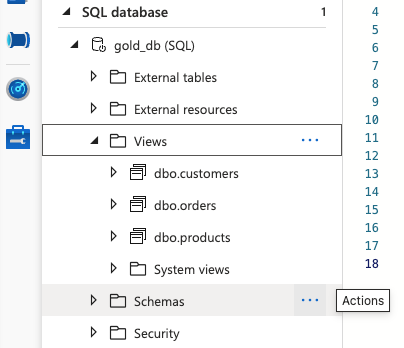 SQL database 1
gold_db (SQL)
External tables
External resources
Views ...
dbo.customers
dbo.orders
dbo.products
System views
Schemas ...
Actions
Security
4
5
6
7
8
9
10
11
12
13
14
15
16
17
18